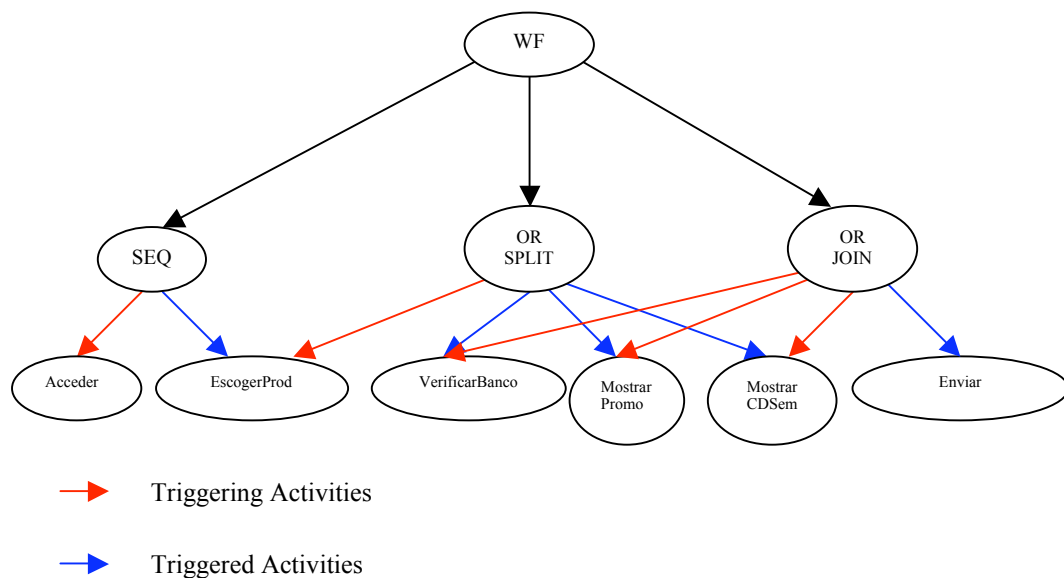 WF
SEQ
OR
SPLIT
OR
JOIN
Acceder
EscogerProd
VerificarBanco
Mostrar
Promo
Mostrar
CDSem
Enviar
Triggering Activities
Triggered Activities